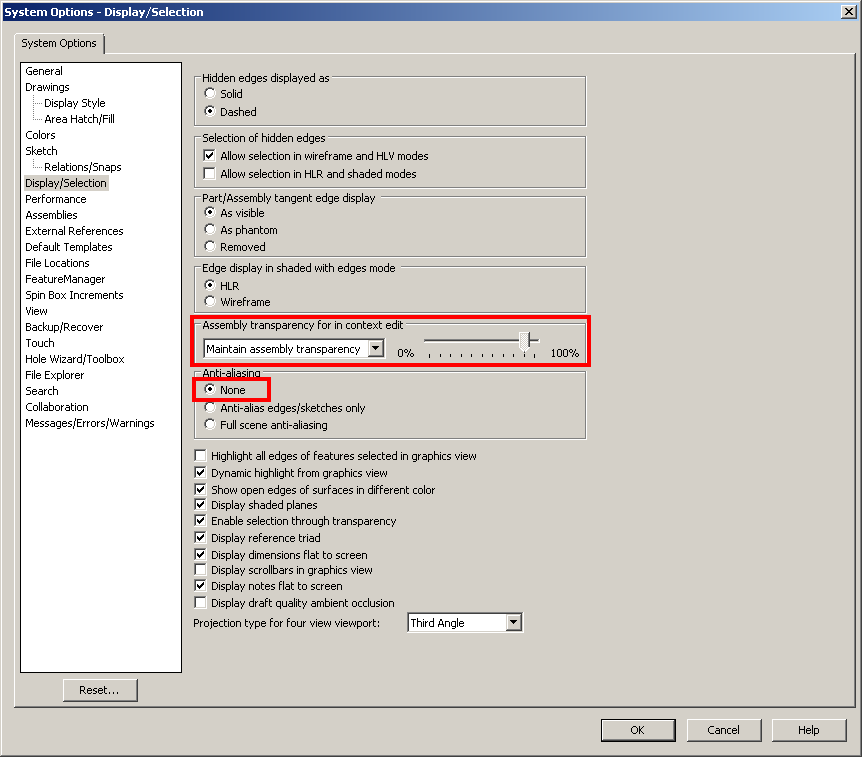 System Options - Display/Selection
System Options
General
Drawings
Display Style
Area Hatch/Fill
Colors
Sketch
Relations/Snaps
Display/Selection
Performance
Assemblies
External References
Default Templates
File Locations
FeatureManager
Spin Box Increments
View
Backup/Recover
Touch
Hole Wizard/Toolbox
File Explorer
Search
Collaboration
Messages/Errors/Warnings
Reset...
Hidden edges displayed as
Solid
Dashed
Selection of hidden edges
Allow selection in wireframe and HLV modes
Allow selection in HLR and shaded modes
Part/Assembly tangent edge display
As visible
As phantom
Removed
Edge display in shaded with edges mode
HLR
Wireframe
Assembly transparency for in context edit
Maintain assembly transparency 0% 100%
Anti-aliasing
None
Anti-alias edges/sketches only
Full scene anti-aliasing
Highlight all edges of features selected in graphics view
Dynamic highlight from graphics view
Show open edges of surfaces in different color
Display shaded planes
Enable selection through transparency
Display reference triad
Display dimensions flat to screen
Display scrollbars in graphics view
Display notes flat to screen
Display draft quality ambient occlusion
Projection type for four view viewport: Third Angle
OK Cancel Help